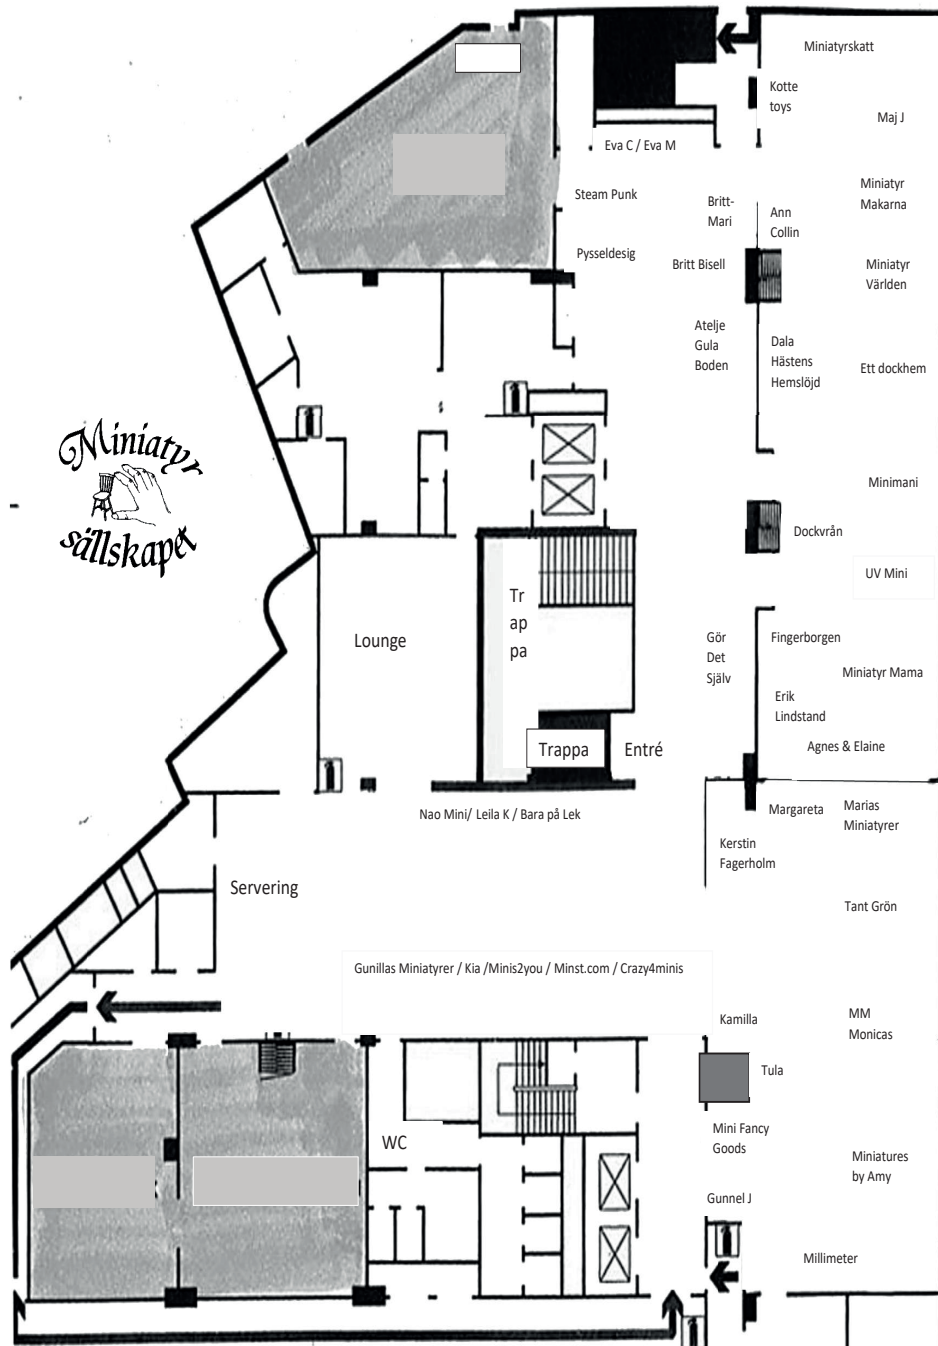 Miniatyrskatt
Kotte
toys
Maj J
Eva C / Eva M
Steam Punk
Miniatyr
Makarna
Britt-
Mari
Ann
Collin
Pysseldesig
Britt Bisell
Miniatyr
Världen
Atelje
Gula
Boden
Dala
Hästens
Hemslöjd
Ett dockhem
Miniatyr
sällskapet
Minimani
Dockvrån
UV Mini
Tr
ap
pa
Lounge
Gör
Det
Själv
Fingerborgen
Miniatyr Mama
Erik
Lindstand
Trappa
Entré
Agnes & Elaine
Nao Mini/ Leila K / Bara på Lek
Margareta
Marias
Miniatyrer
Kerstin
Fagerholm
Servering
Tant Grön
Gunillas Miniatyrer / Kia /Minis2you / Minst.com / Crazy4minis
Kamilla
MM
Monicas
Tula
Mini Fancy
Goods
WC
Miniatures
by Amy
Gunnel J
Millimeter